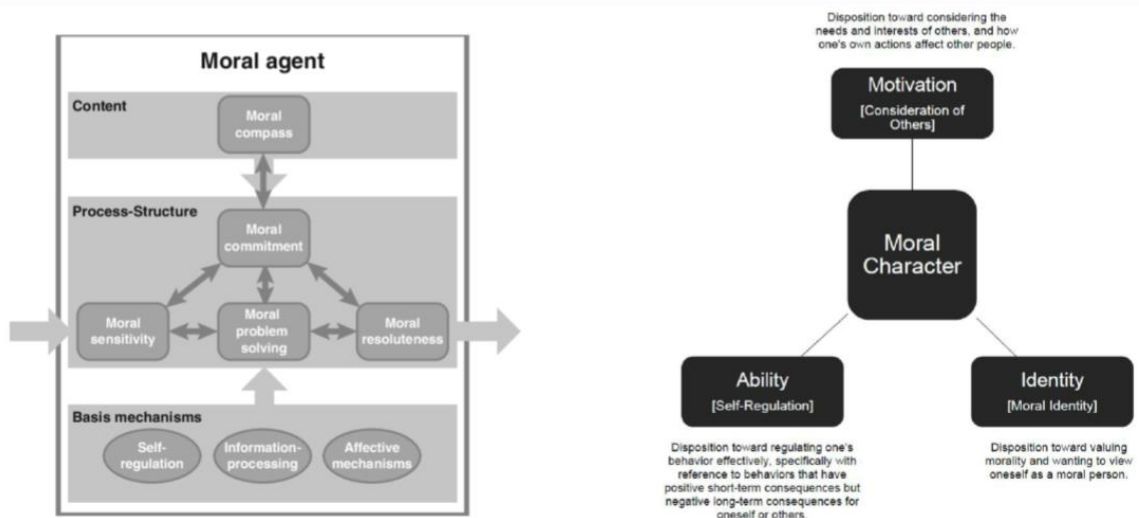 Moral agent
Content
Moral
compass
Process-Structure
Moral
commitment
Moral
sensitivity
Moral
problem
solving
Moral
resoluteness
Basis mechanisms
Self-
regulation
Information-
processing
Affective
mechanisms
Disposition toward considering the
needs and interests of others, and how
one's own actions affect other people.
Motivation
[Consideration of
Others]
Moral
Character
Ability
[Self-Regulation]
Disposition toward regulating one's
behavior effectively, specifically with
reference to behaviors that have
positive short-term consequences but
negative long-term consequences for
oneself or others.
Identity
[Moral Identity]
Disposition toward valuing
morality and wanting to view
oneself as a moral person.